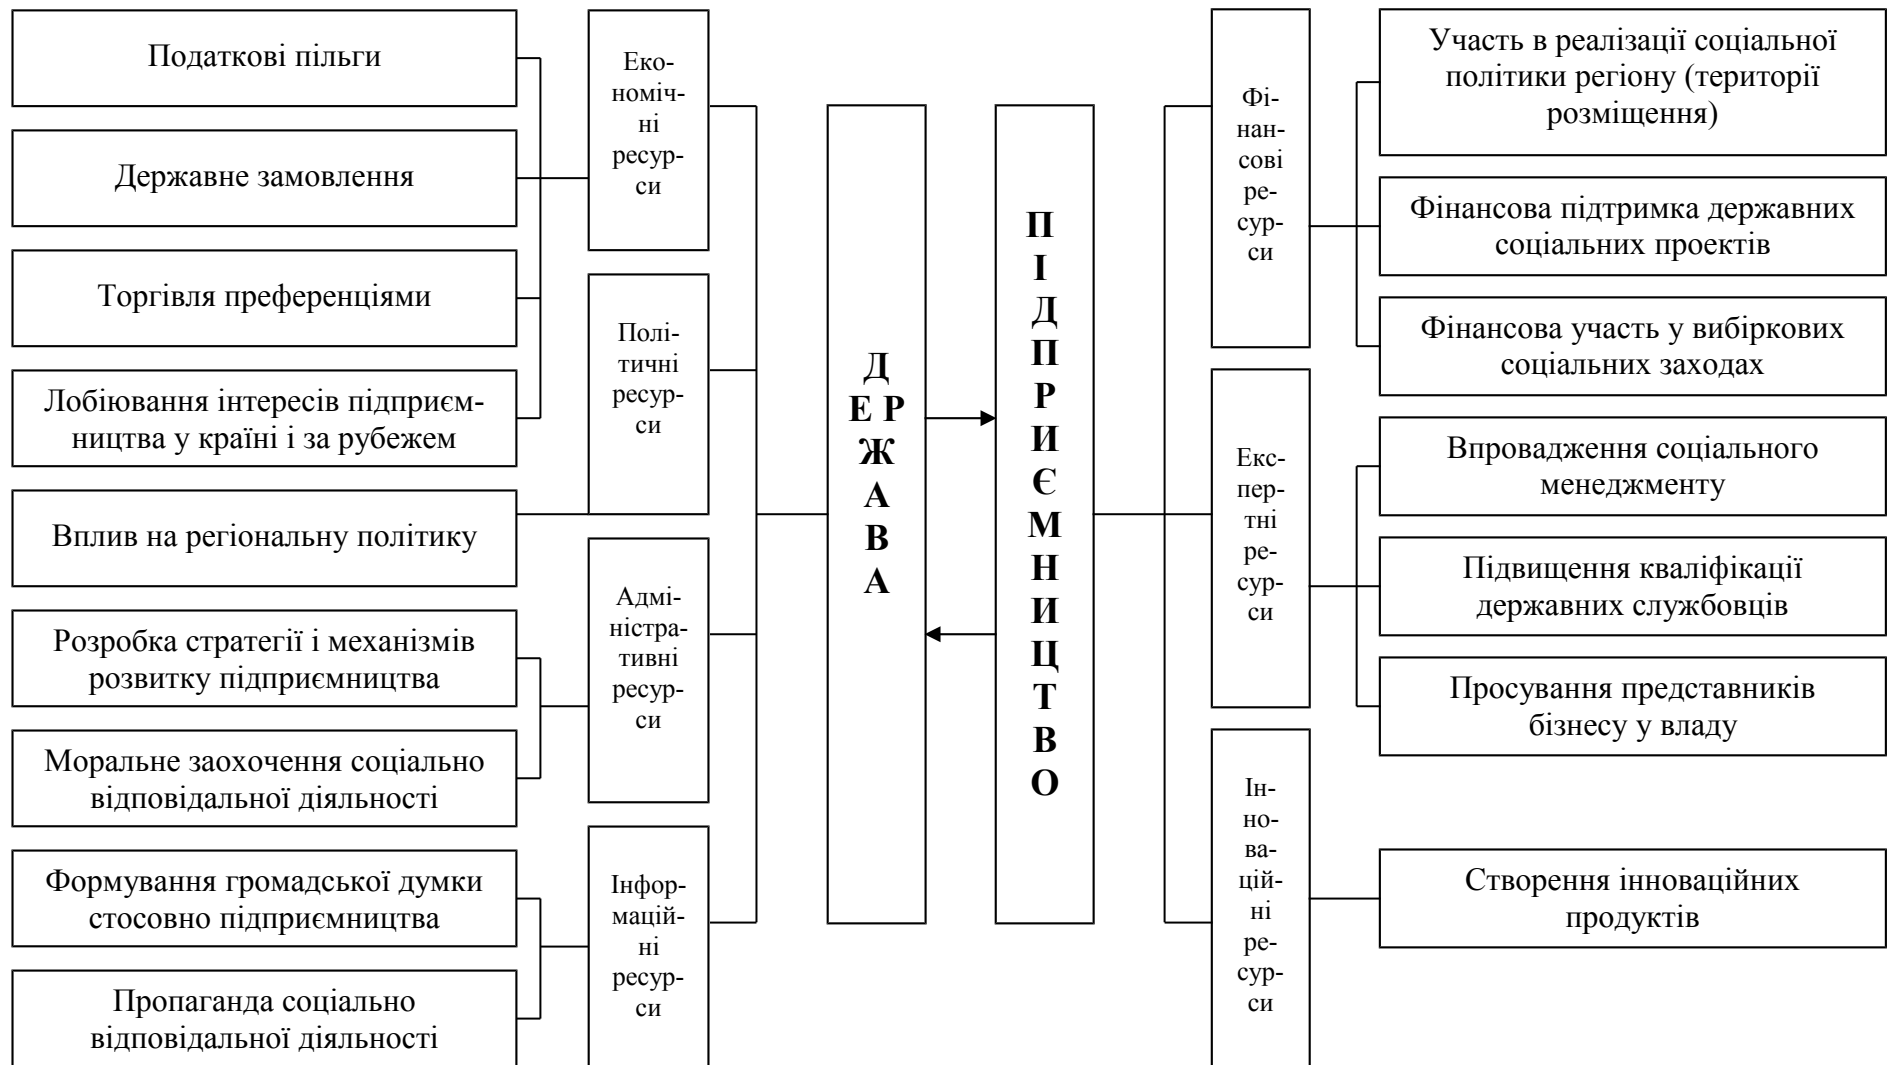 Податкові пільги
Державне замовлення
Торгівля преференціями
Лобіювання інтересів підприєм-
ництва у країні і за рубежем
Вплив на регіональну політику
Розробка стратегії і механізмів
розвитку підприємництва
Моральне заохочення соціально
відповідальної діяльності
Формування громадської думки
стосовно підприємництва
Пропаганда соціально
відповідальної діяльності
Еко-
номіч-
ні
ресур-
си
Полі-
тичні
ресур-
си
Адмі-
ністра-
тивні
ресур-
си
Інфор-
мацій-
ні
ресур-
си
Д
Е Р
Ж
А
В
А
П
І
Д
П
Р
И
Є
М
Н
И
Ц
Т
В
О
Фі-
нан-
сові
ре-
сур-
си
Екс-
пер-
тні
ре-
сур-
си
Ін-
но-
ва-
цій-
ні
ре-
сур-
си
Участь в реалізації соціальної
політики регіону (території
розміщення)
Фінансова підтримка державних
соціальних проектів
Фінансова участь у вибіркових
соціальних заходах
Впровадження соціального
менеджменту
Підвищення кваліфікації
державних службовців
Просування представників
бізнесу у владу
Створення інноваційних
продуктів